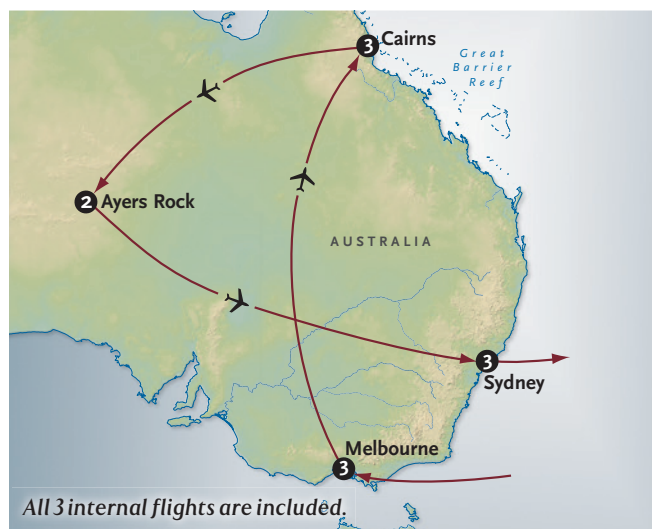 3 Cairns
Great
Barrier
Reef
2 Ayers Rock
AUSTRALIA
3
Sydney
Melbourne
3
All 3 internal flights are included.